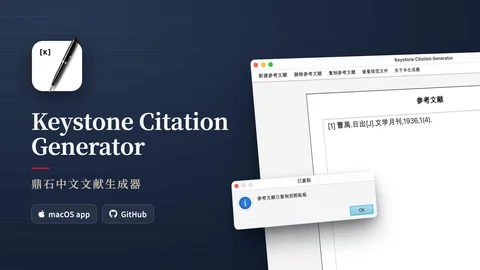 [K]
Keystone Citation
Generator
鼎石中文文献生成器
macOS app
GitHub
Keystone Citation Generator
新建参考文献 删除参考文献 复制参考文献 查看规范文件 关于本生成器
参考文献
[1] 曹禺.日出[J].文学月刊,1936,1(4).
已复制
参考文献已复制到剪贴板
OK